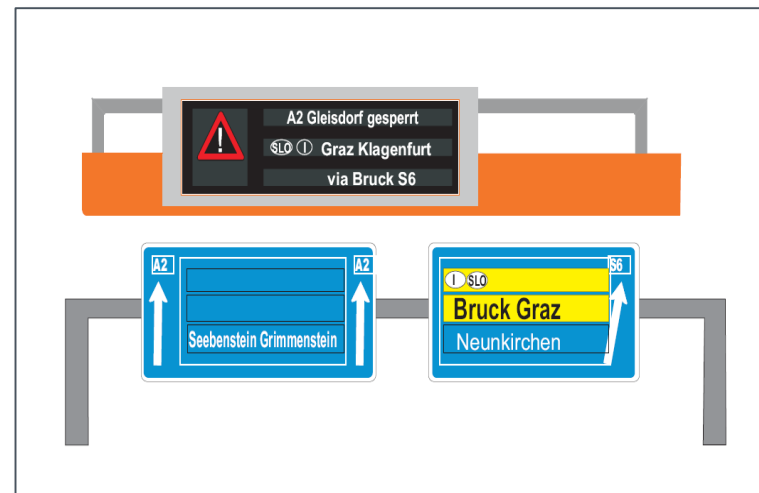 A2 Gleisdorf gesperrt
SLO I Graz Klagenfurt
via Bruck S6
A2 A2
Seebenstein Grimmenstein
S6
I SLO
Bruck Graz
Neunkirchen